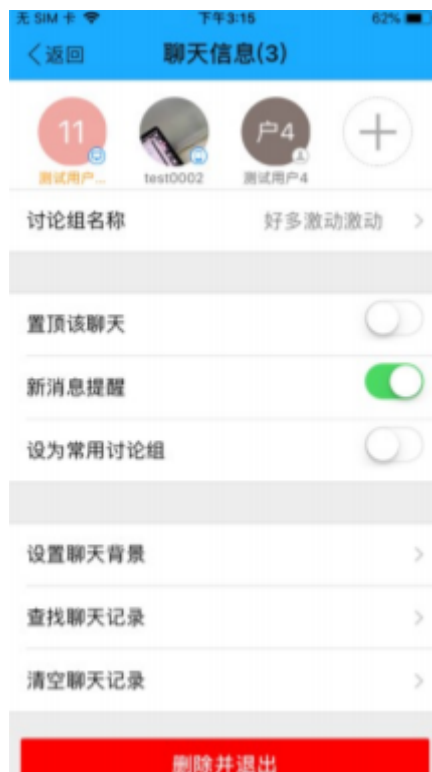 无 SIM 卡 下午3:15 62%
返回 聊天信息(3)
11 户4
测试用户... test0002 测试用户4
讨论组名称 好多激动激动
置顶该聊天
新消息提醒
设为常用讨论组
设置聊天背景
查找聊天记录
清空聊天记录
删除并退出